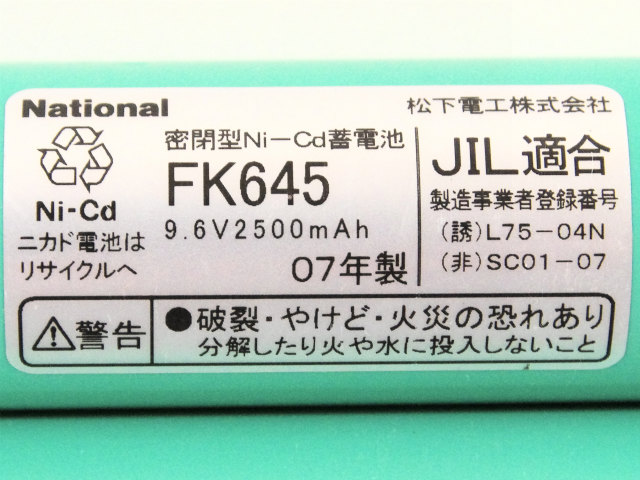 National
松下電工株式会社
Ni-Cd
ニカド電池は
リサイクルへ
密閉型Ni-Cd蓄電池
FK645
9.6V2500mAh
07年製
JIL適合
製造事業者登録番号
(誘)L75-04N
(非)SC01-07
警告
●破裂・やけど・火災の恐れあり
分解したり火や水に投入しないこと